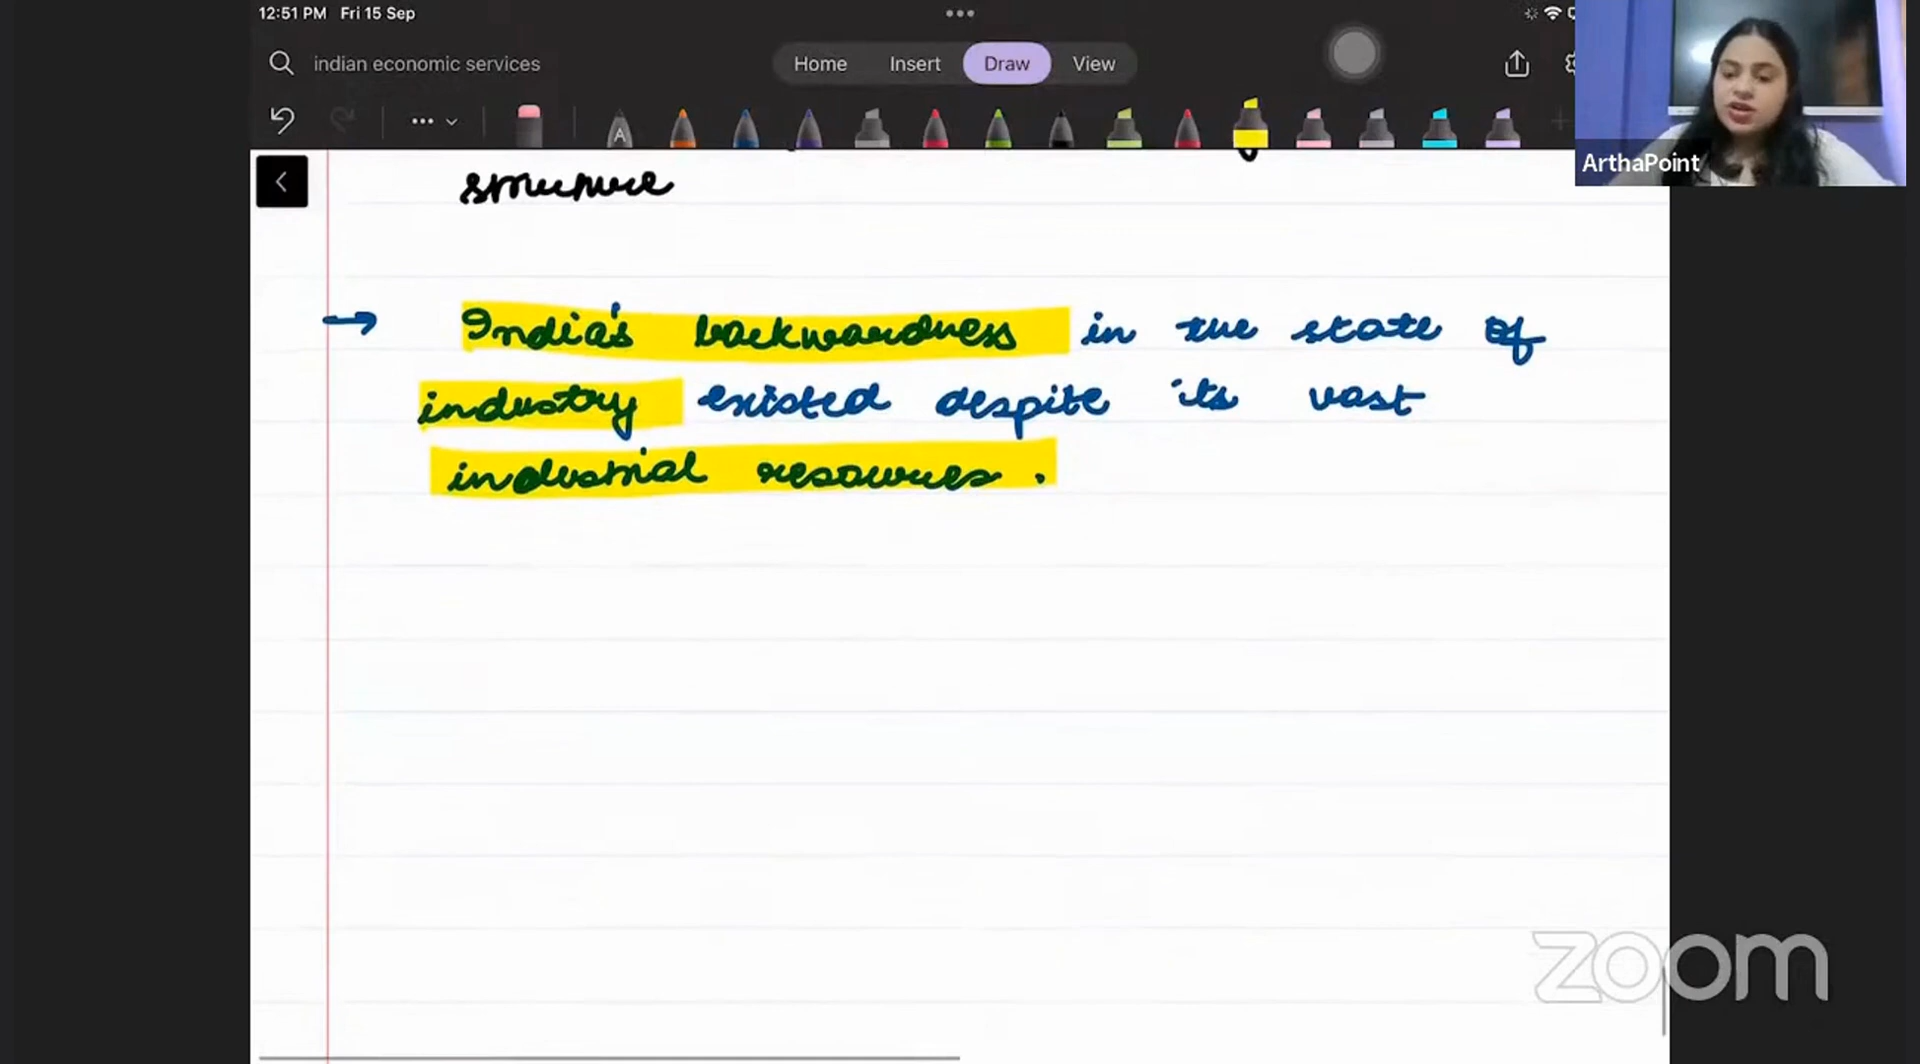 12:51 PM Fri 15 Sep
indian economic services
Home Insert Draw View
A
ArthaPoint
structure
→ India's backwardness in the state of
industry existed despite its vast
industrial resources.
zoom